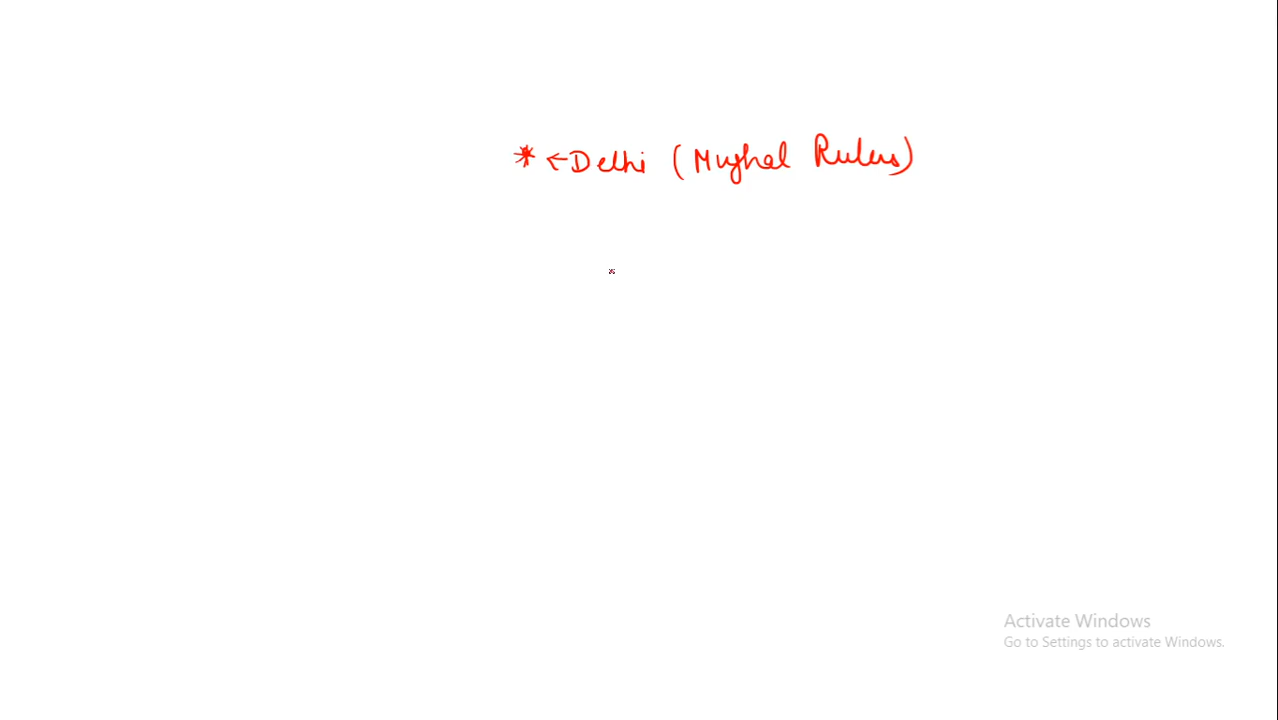 * ←Delhi (Mughal Rulers)
Activate Windows
Go to Settings to activate Windows.